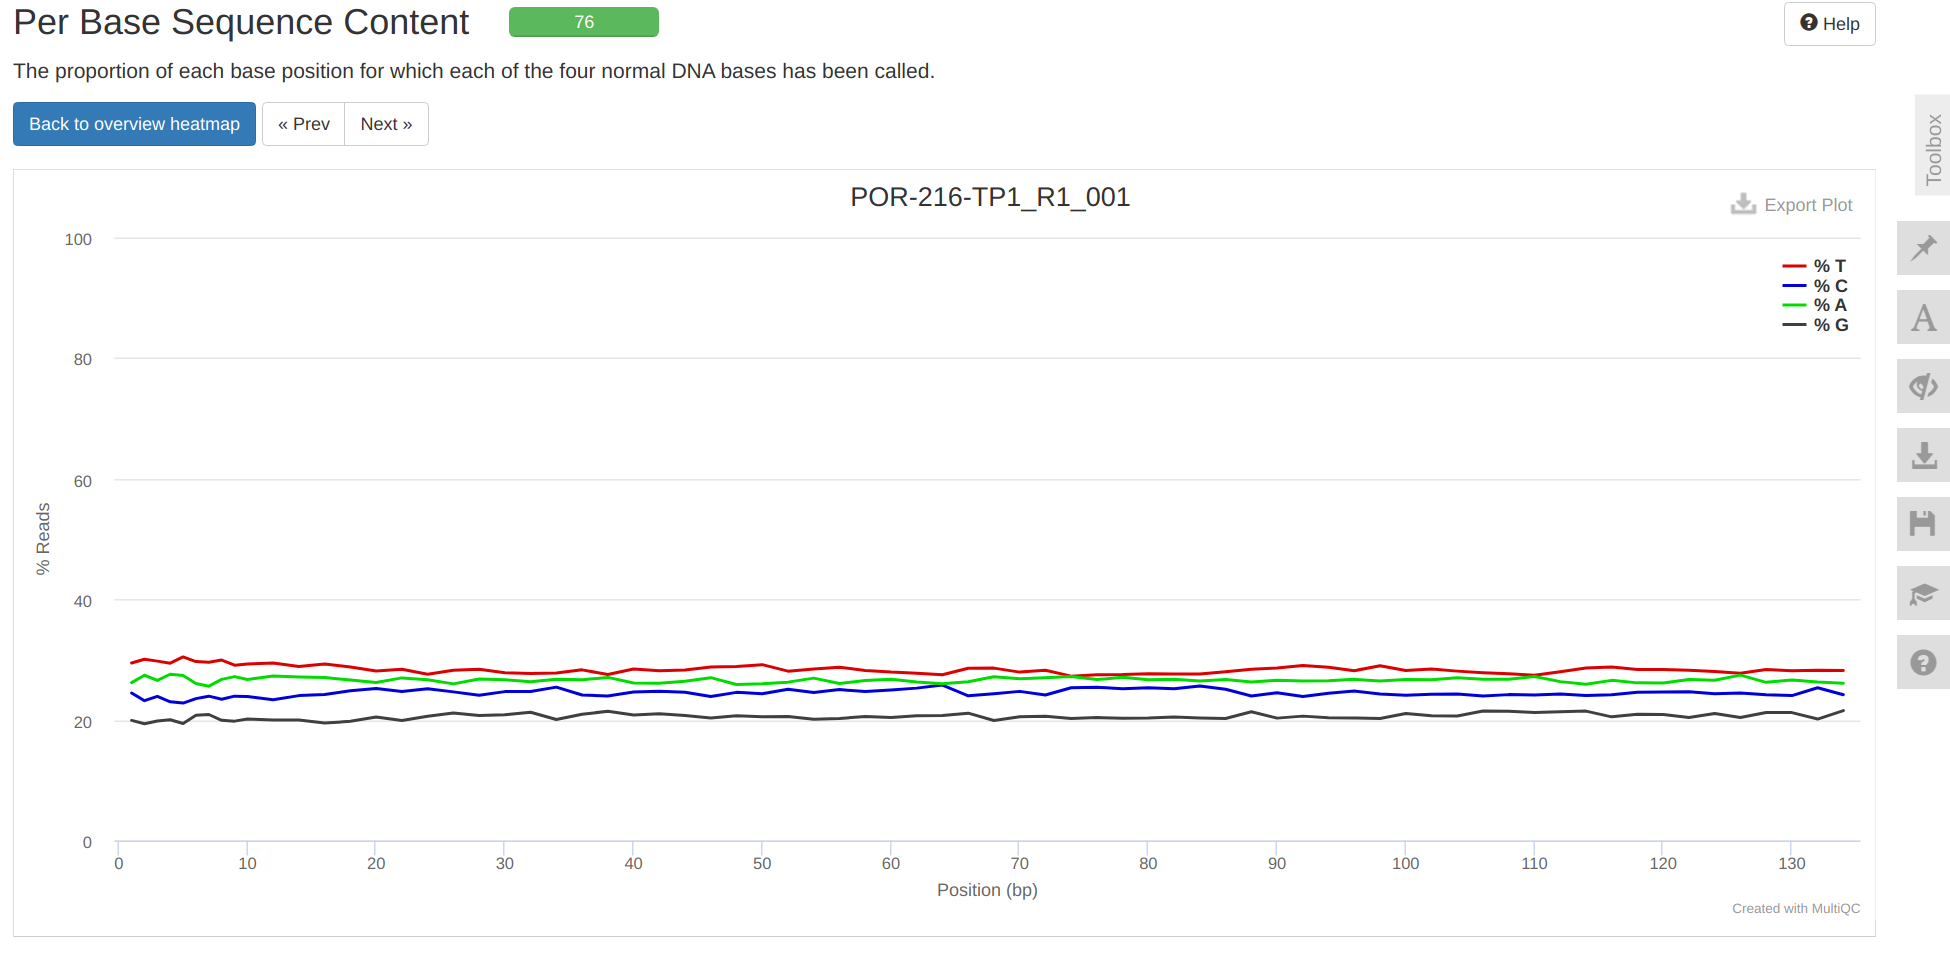 Per Base Sequence Content
76
Help
The proportion of each base position for which each of the four normal DNA bases has been called.
Back to overview heatmap
« Prev
Next »
Toolbox
POR-216-TP1_R1_001
Export Plot
100
80
60
40
20
0
% Reads
% T
% C
% A
% G
0 10 20 30 40 50 60 70 80 90 100 110 120 130
Position (bp)
Created with MultiQC